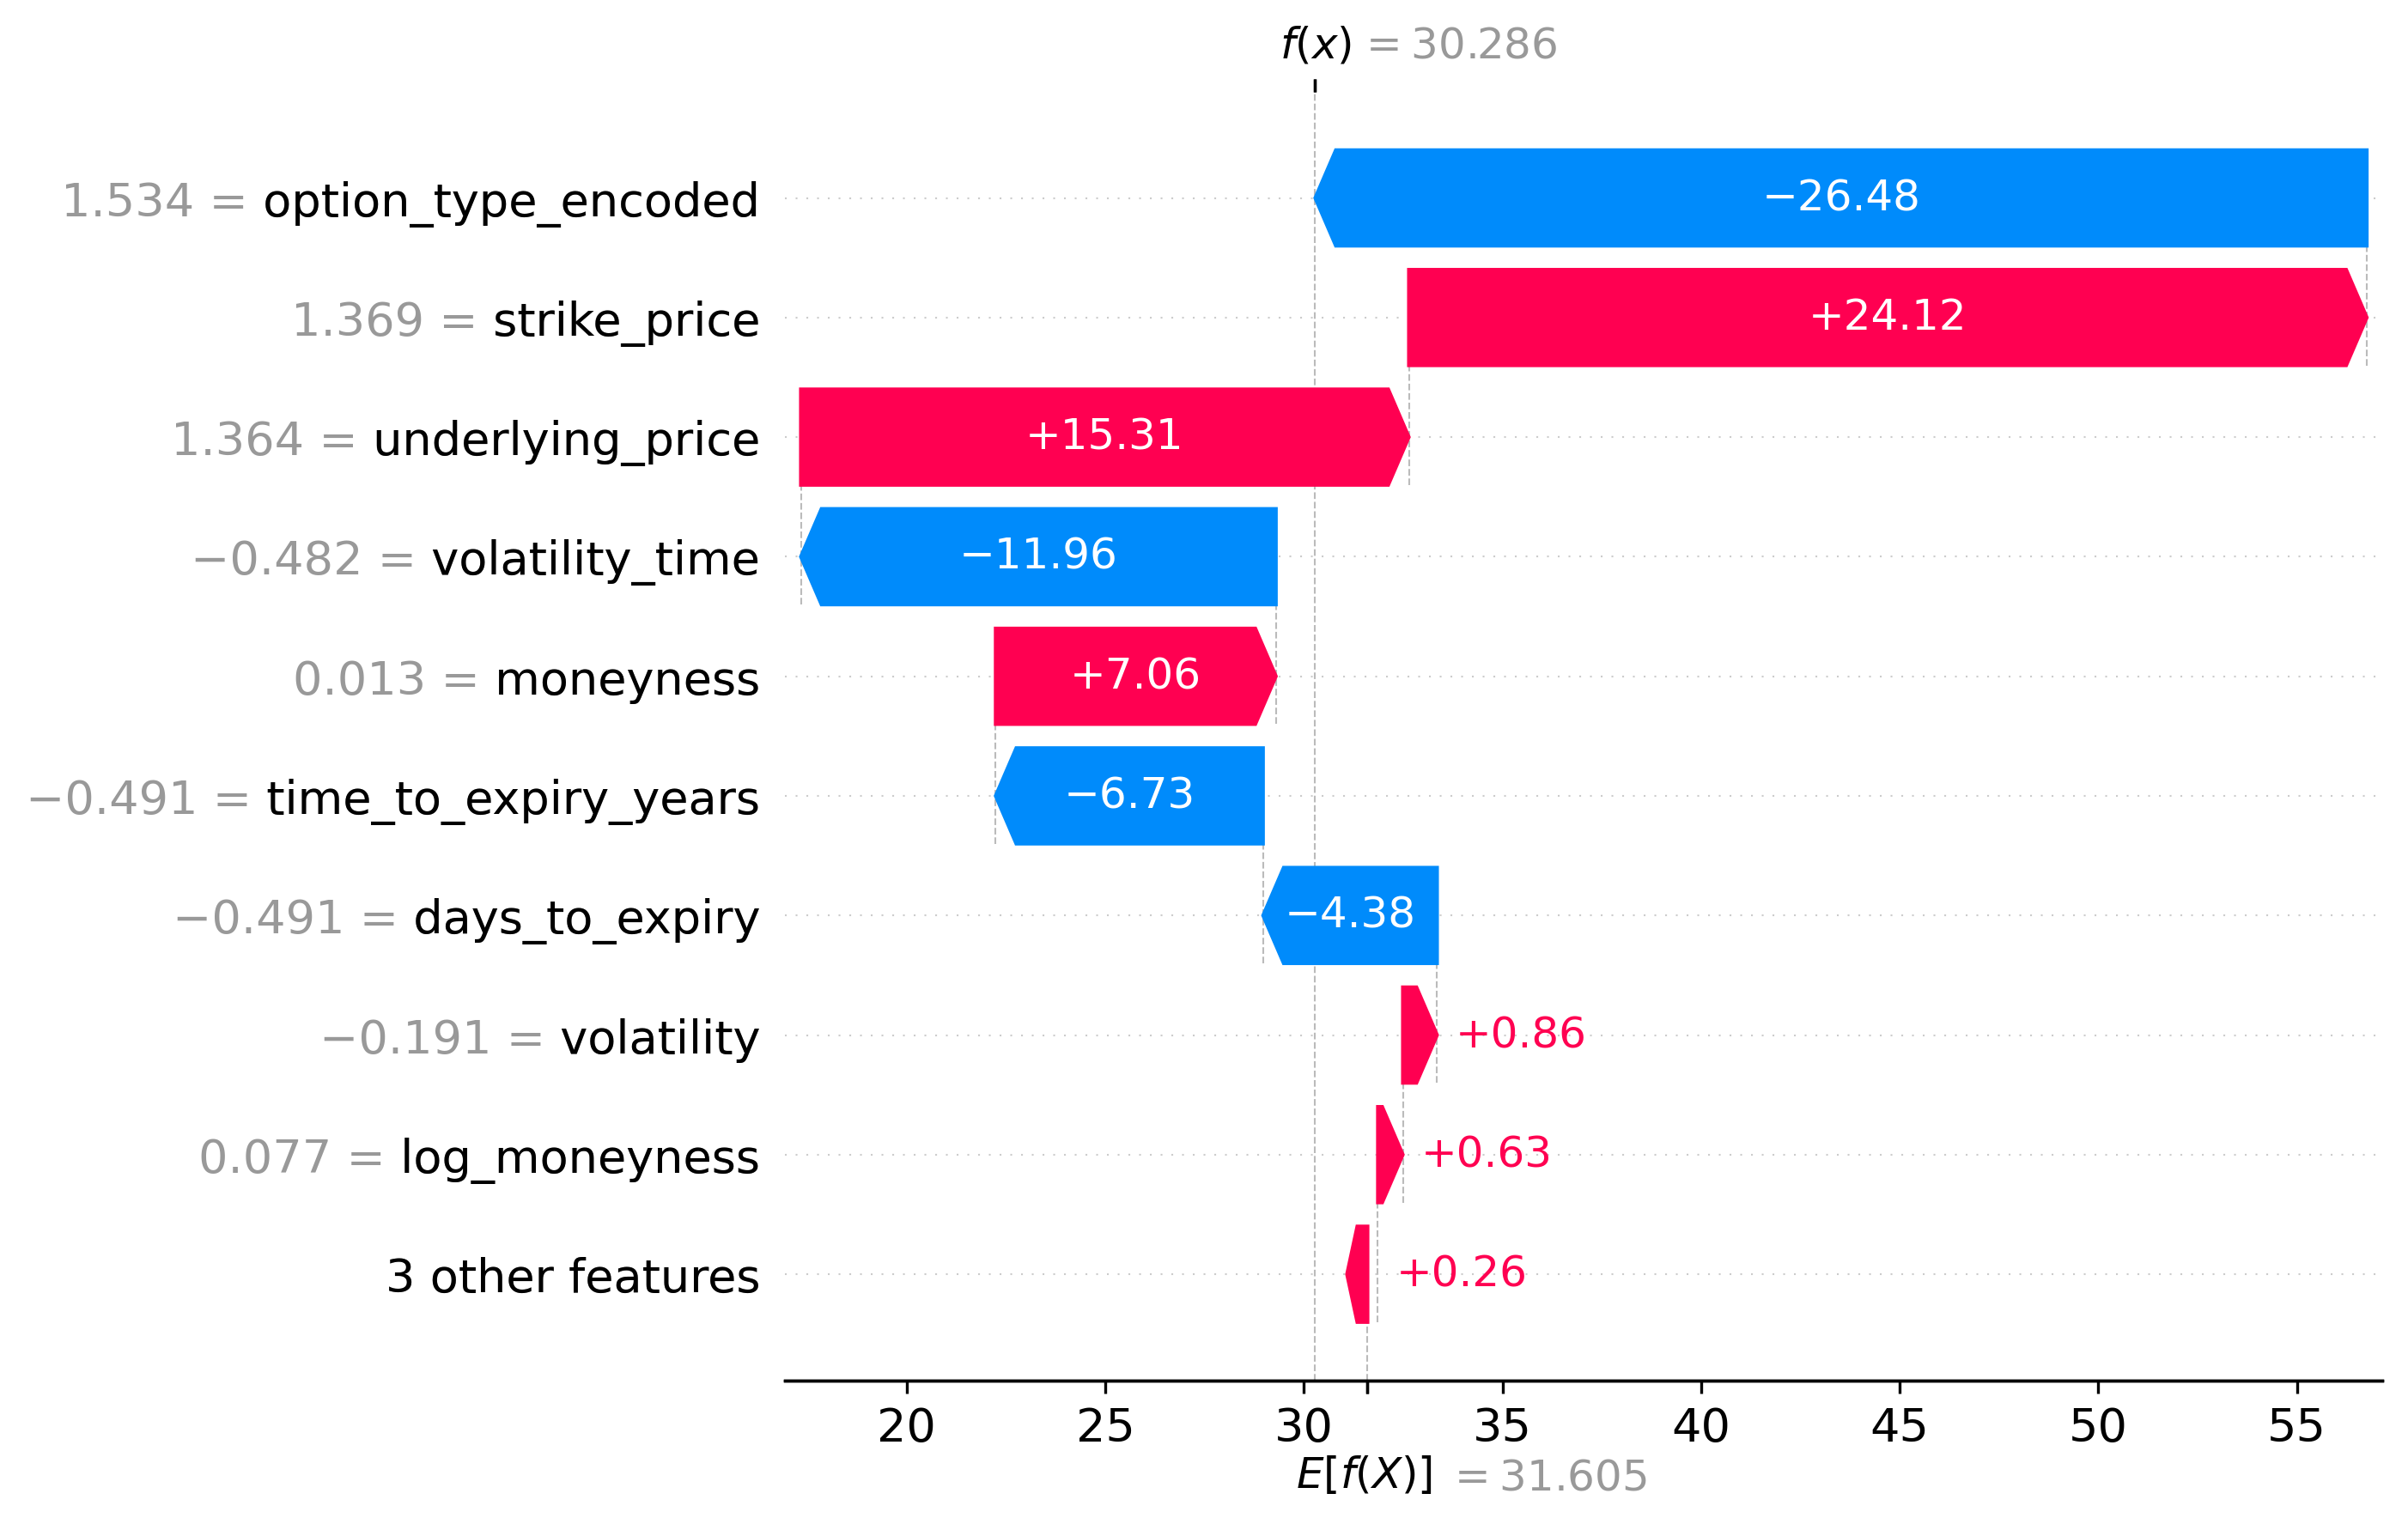 f(x) = 30.286
1.534 = option_type_encoded −26.48
1.369 = strike_price +24.12
1.364 = underlying_price +15.31
−0.482 = volatility_time −11.96
0.013 = moneyness +7.06
−0.491 = time_to_expiry_years −6.73
−0.491 = days_to_expiry −4.38
−0.191 = volatility +0.86
0.077 = log_moneyness +0.63
3 other features +0.26
20 25 30 35 40 45 50 55
E[f(X)] = 31.605